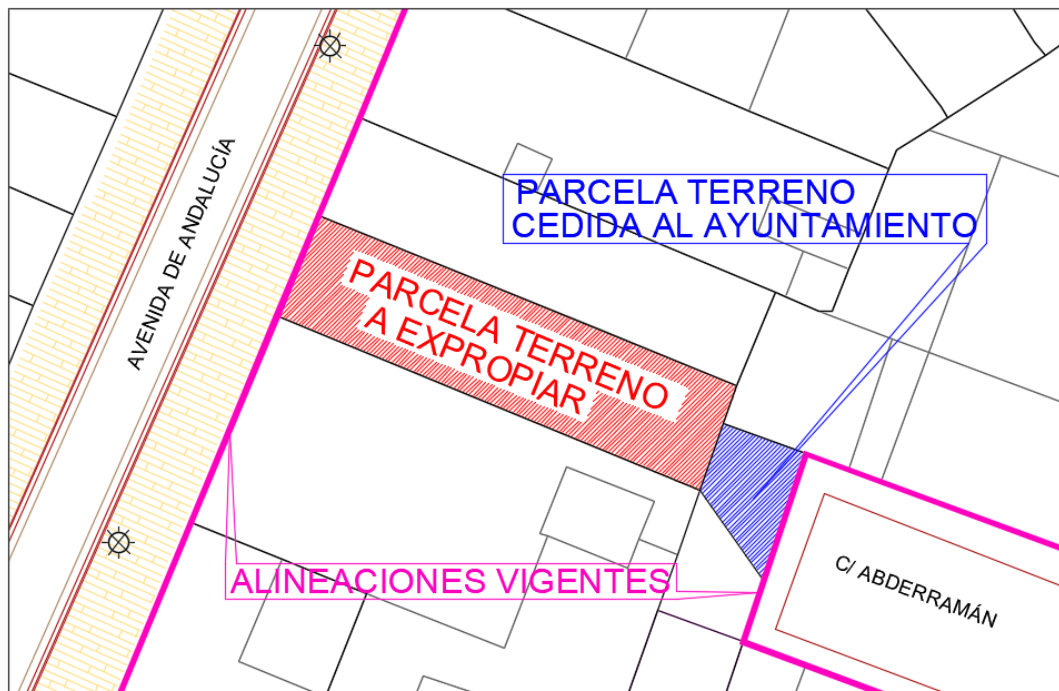 AVENIDA DE ANDALUCÍA
PARCELA TERRENO
CEDIDA AL AYUNTAMIENTO
PARCELA TERRENO
A EXPROPIAR
ALINEACIONES VIGENTES
C/ ABDERRAMÁN